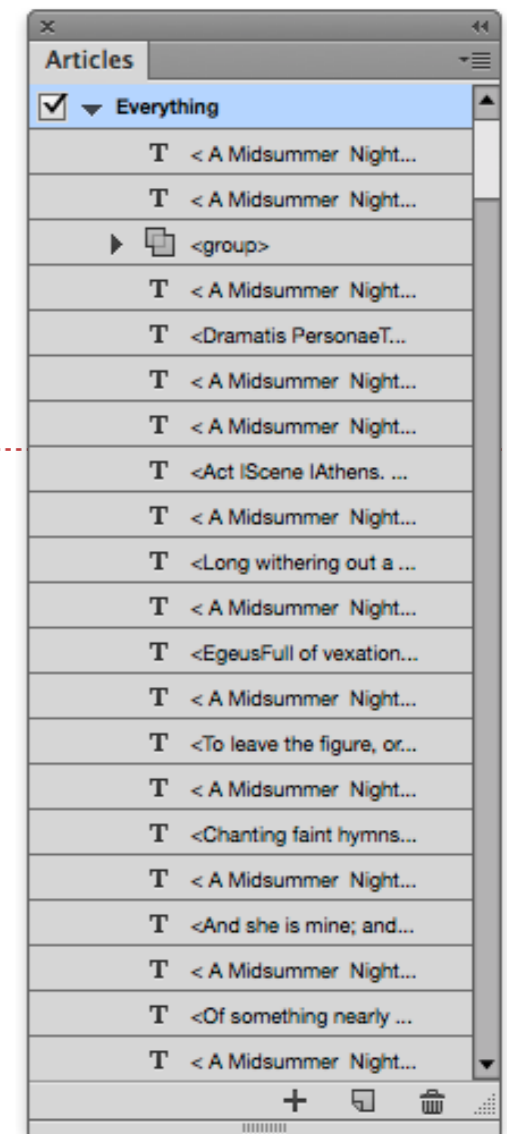 Articles
Everything
< A Midsummer Night...
< A Midsummer Night...
<group>
< A Midsummer Night...
<Dramatis PersonaeT...
< A Midsummer Night...
< A Midsummer Night...
<Act IScene IAthens. ...
< A Midsummer Night...
<Long withering out a ...
< A Midsummer Night...
<EgeusFull of vexation...
< A Midsummer Night...
<To leave the figure, or...
< A Midsummer Night...
<Chanting faint hymns...
< A Midsummer Night...
<And she is mine; and...
< A Midsummer Night...
<Of something nearly ...
< A Midsummer Night...